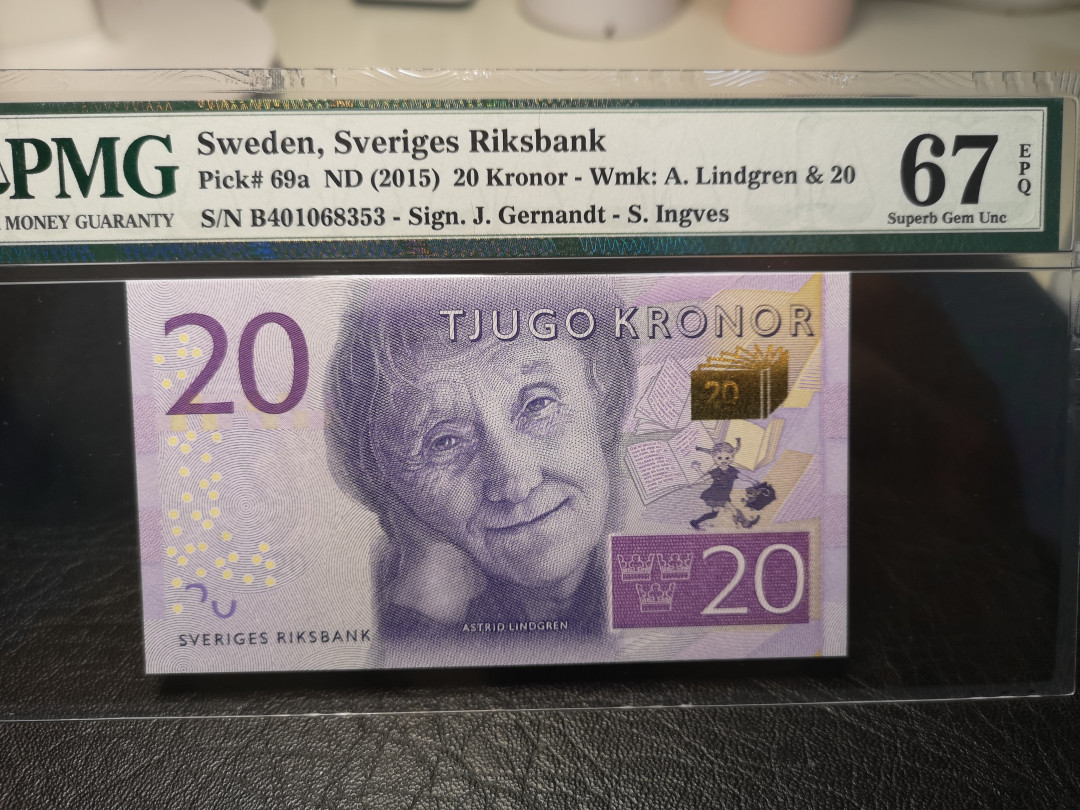 PMG
MONEY GUARANTY
Sweden, Sveriges Riksbank
Pick# 69a ND (2015) 20 Kronor - Wmk: A. Lindgren & 20
S/N B401068353 - Sign. J. Gernandt - S. Ingves
67
EPQ
Superb Gem Unc
20
TJUGO KRONOR
20
20
ASTRID LINDGREN
SVERIGES RIKSBANK